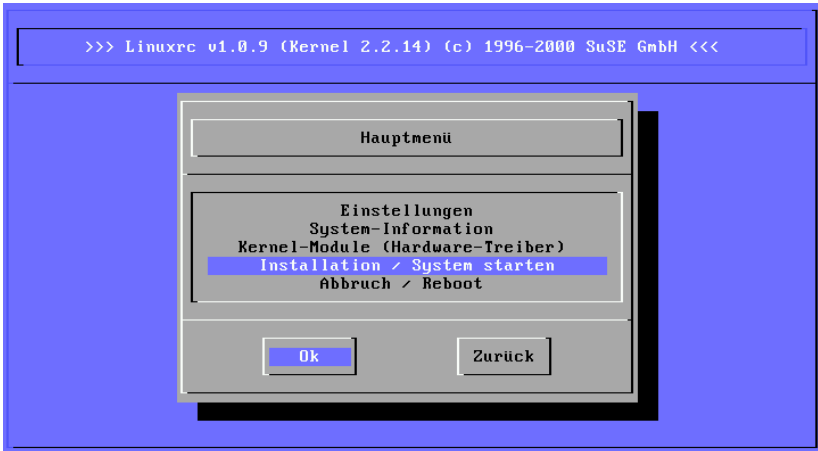 >>> Linuxrc v1.0.9 (Kernel 2.2.14) (c) 1996-2000 SuSE GmbH <<<
Hauptmenü
Einstellungen
System-Information
Kernel-Module (Hardware-Treiber)
Installation / System starten
Abbruch / Reboot
Ok Zurück